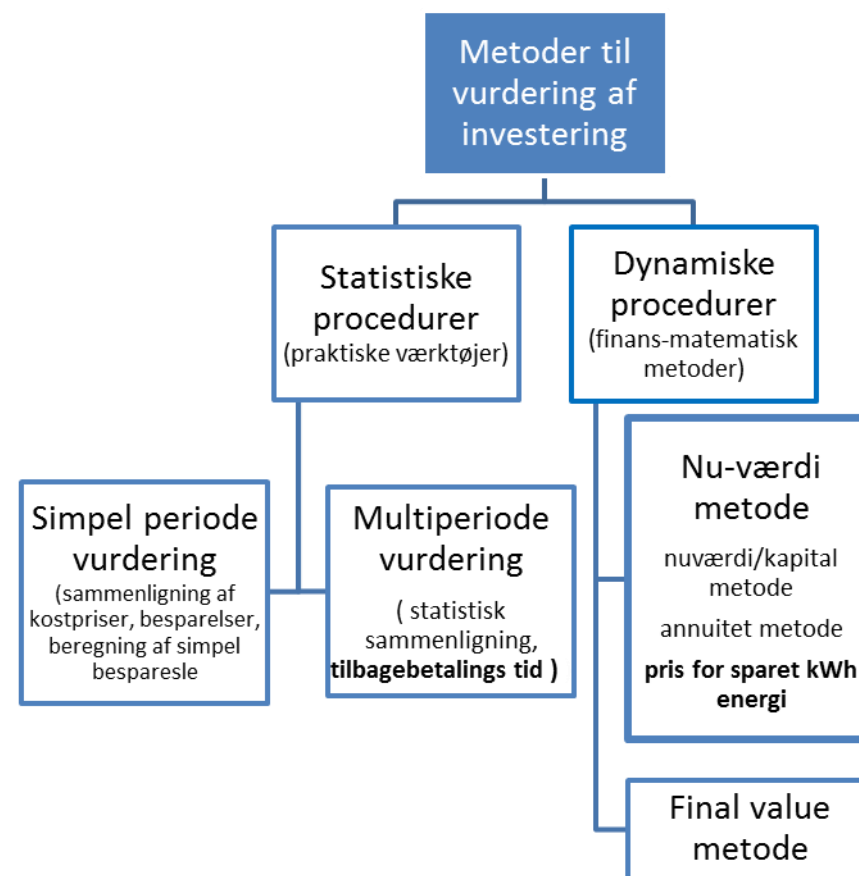 Metoder til
vurdering af
investering
Statistiske
procedurer
(praktiske værktøjer)
Dynamiske
procedurer
(finans-matematisk
metoder)
Simpel periode
vurdering
(sammenligning af
kostpriser, besparelser,
beregning af simpel
besparesle
Multiperiode
vurdering
( statistisk
sammenligning,
tilbagebetalings tid )
Nu-værdi
metode
nuværdi/kapital
metode
annuitet metode
pris for sparet kWh
energi
Final value
metode